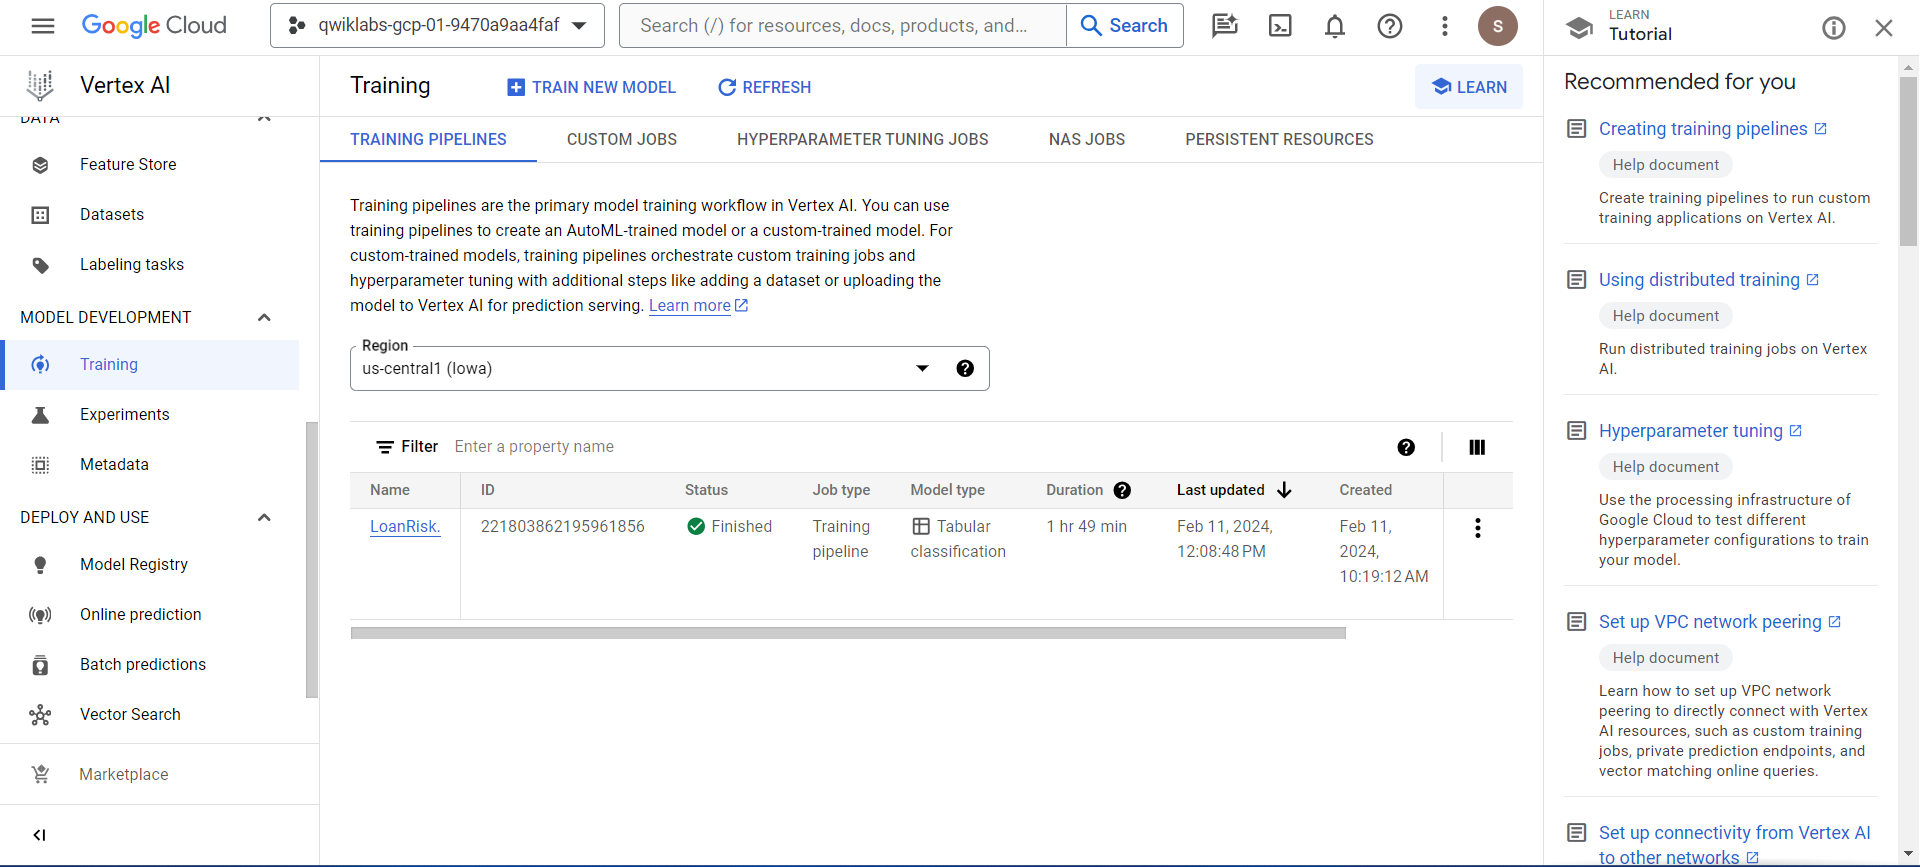 Google Cloud
qwiklabs-gcp-01-9470a9aa4faf
Search (/) for resources, docs, products, and...
Search
S
LEARN
Tutorial
Vertex AI
DATA
Feature Store
Datasets
Labeling tasks
MODEL DEVELOPMENT
Training
Experiments
Metadata
DEPLOY AND USE
Model Registry
Online prediction
Batch predictions
Vector Search
Marketplace
Training
TRAIN NEW MODEL
REFRESH
LEARN
TRAINING PIPELINES
CUSTOM JOBS
HYPERPARAMETER TUNING JOBS
NAS JOBS
PERSISTENT RESOURCES
Training pipelines are the primary model training workflow in Vertex AI. You can use
training pipelines to create an AutoML-trained model or a custom-trained model. For
custom-trained models, training pipelines orchestrate custom training jobs and
hyperparameter tuning with additional steps like adding a dataset or uploading the
model to Vertex AI for prediction serving. Learn more
Region
us-central1 (Iowa)
Filter Enter a property name
Name ID Status Job type Model type Duration Last updated Created
LoanRisk. 221803862195961856 Finished Training Tabular 1 hr 49 min Feb 11, 2024, Feb 11,
pipeline classification 12:08:48 PM 2024,
10:19:12 AM
Recommended for you
Creating training pipelines
Help document
Create training pipelines to run custom
training applications on Vertex AI.
Using distributed training
Help document
Run distributed training jobs on Vertex
AI.
Hyperparameter tuning
Help document
Use the processing infrastructure of
Google Cloud to test different
hyperparameter configurations to train
your model.
Set up VPC network peering
Help document
Learn how to set up VPC network
peering to directly connect with Vertex
AI resources, such as custom training
jobs, private prediction endpoints, and
vector matching online queries.
Set up connectivity from Vertex AI
to other networks